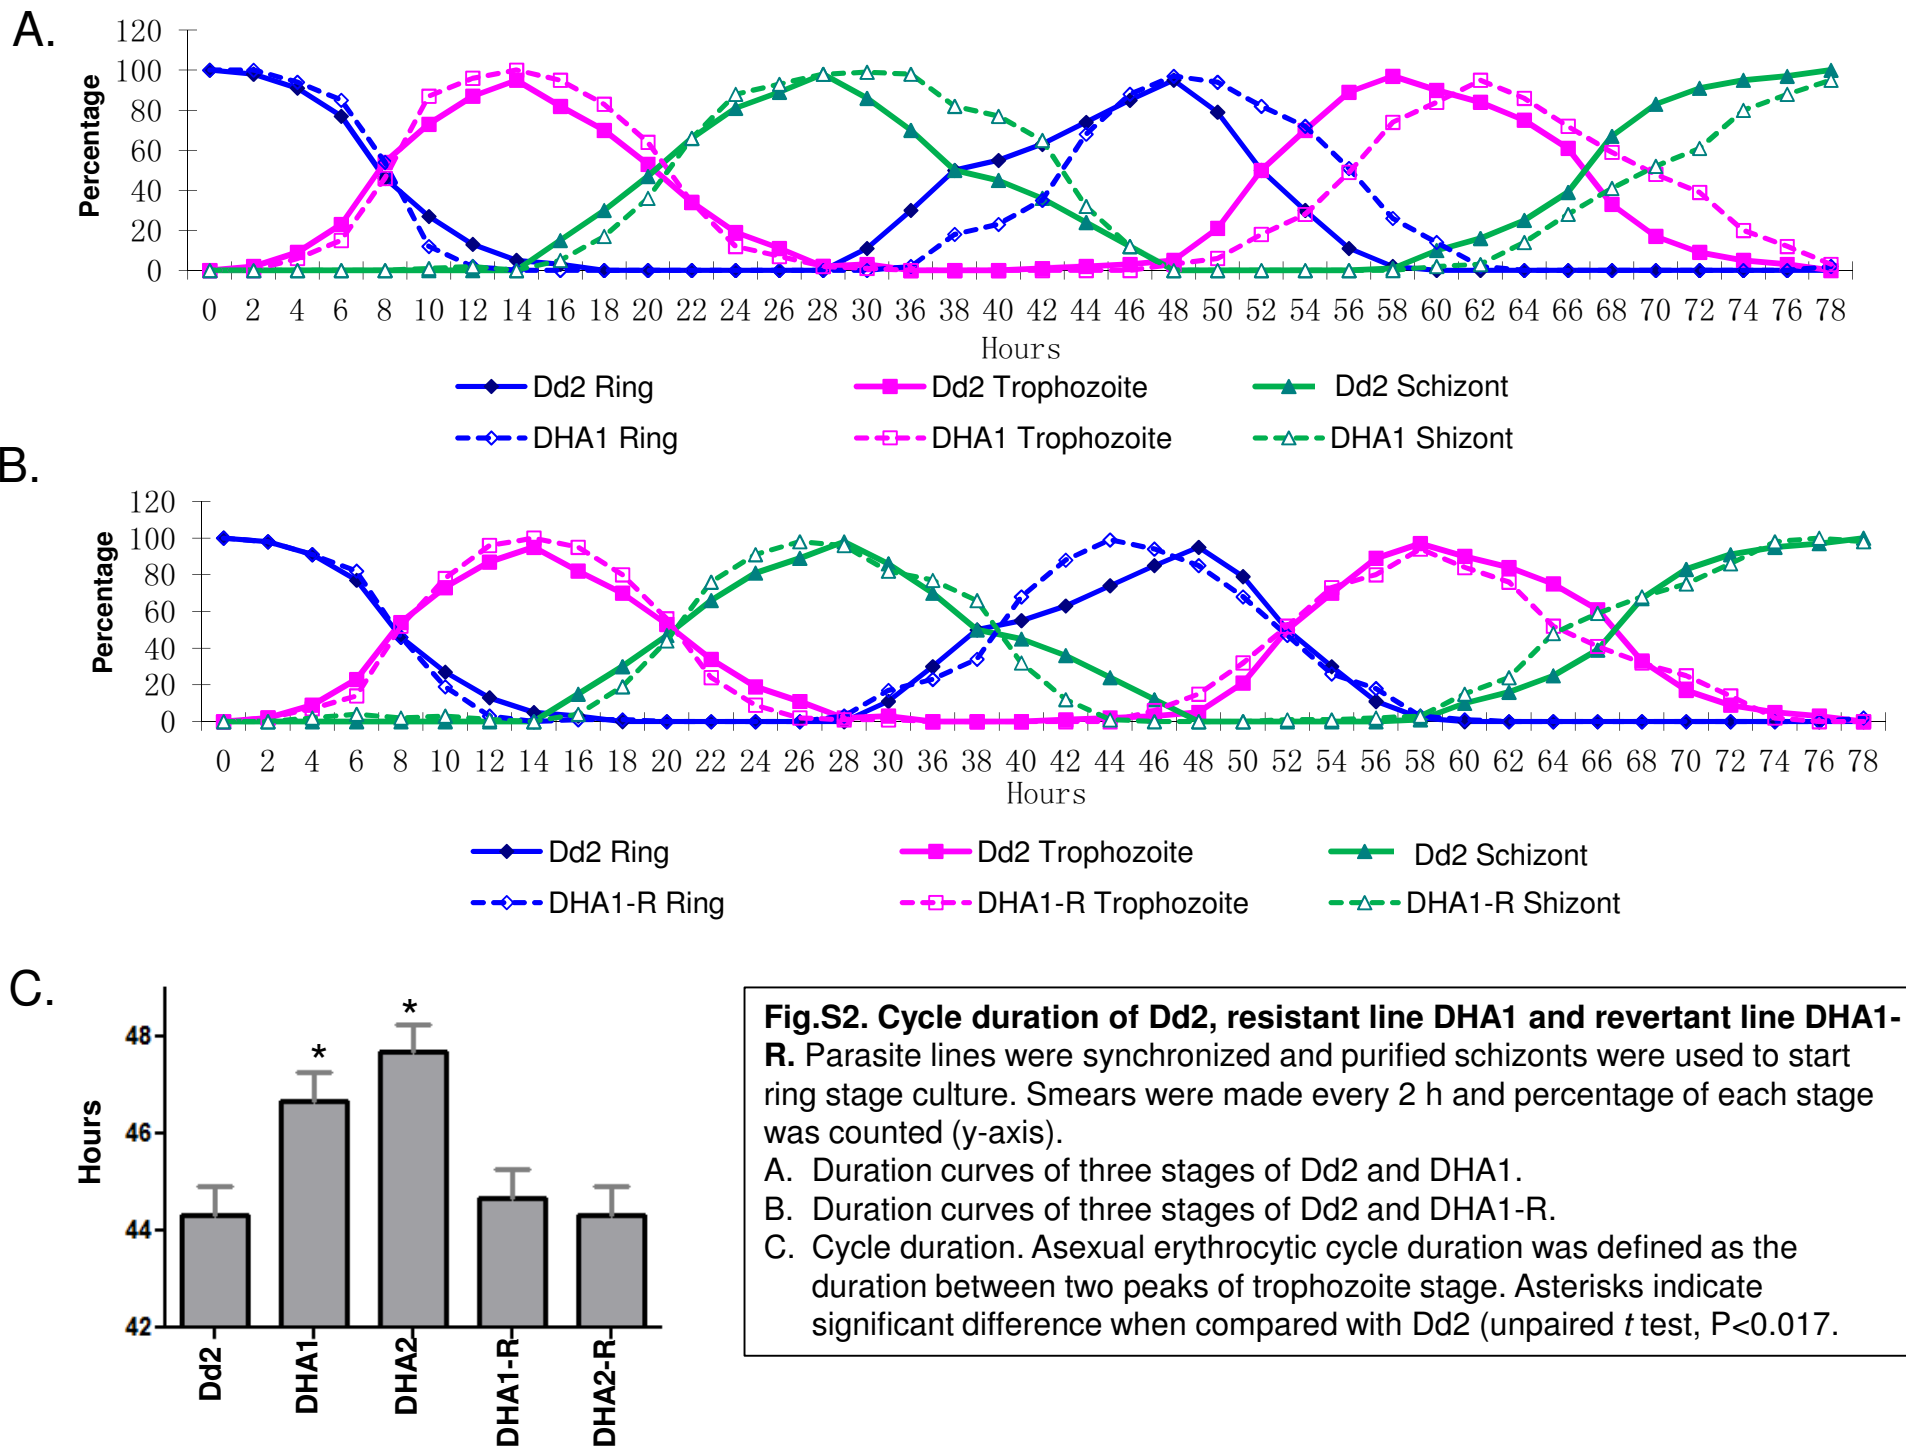 A.
120
100
80
60
40
20
0
Percentage
0 2 4 6 8 10 12 14 16 18 20 22 24 26 28 30 36 38 40 42 44 46 48 50 52 54 56 58 60 62 64 66 68 70 72 74 76 78
Hours
Dd2 Ring Dd2 Trophozoite Dd2 Schizont
DHA1 Ring DHA1 Trophozoite DHA1 Shizont
B.
120
100
80
60
40
20
0
Percentage
0 2 4 6 8 10 12 14 16 18 20 22 24 26 28 30 36 38 40 42 44 46 48 50 52 54 56 58 60 62 64 66 68 70 72 74 76 78
Hours
Dd2 Ring Dd2 Trophozoite Dd2 Schizont
DHA1-R Ring DHA1-R Trophozoite DHA1-R Shizont
C.
48
46
44
42
Hours
*
*
Dd2
DHA1
DHA2
DHA1-R
DHA2-R
Fig.S2. Cycle duration of Dd2, resistant line DHA1 and revertant line DHA1-
R. Parasite lines were synchronized and purified schizonts were used to start
ring stage culture. Smears were made every 2 h and percentage of each stage
was counted (y-axis).
A. Duration curves of three stages of Dd2 and DHA1.
B. Duration curves of three stages of Dd2 and DHA1-R.
C. Cycle duration. Asexual erythrocytic cycle duration was defined as the
duration between two peaks of trophozoite stage. Asterisks indicate
significant difference when compared with Dd2 (unpaired t test, P<0.017.